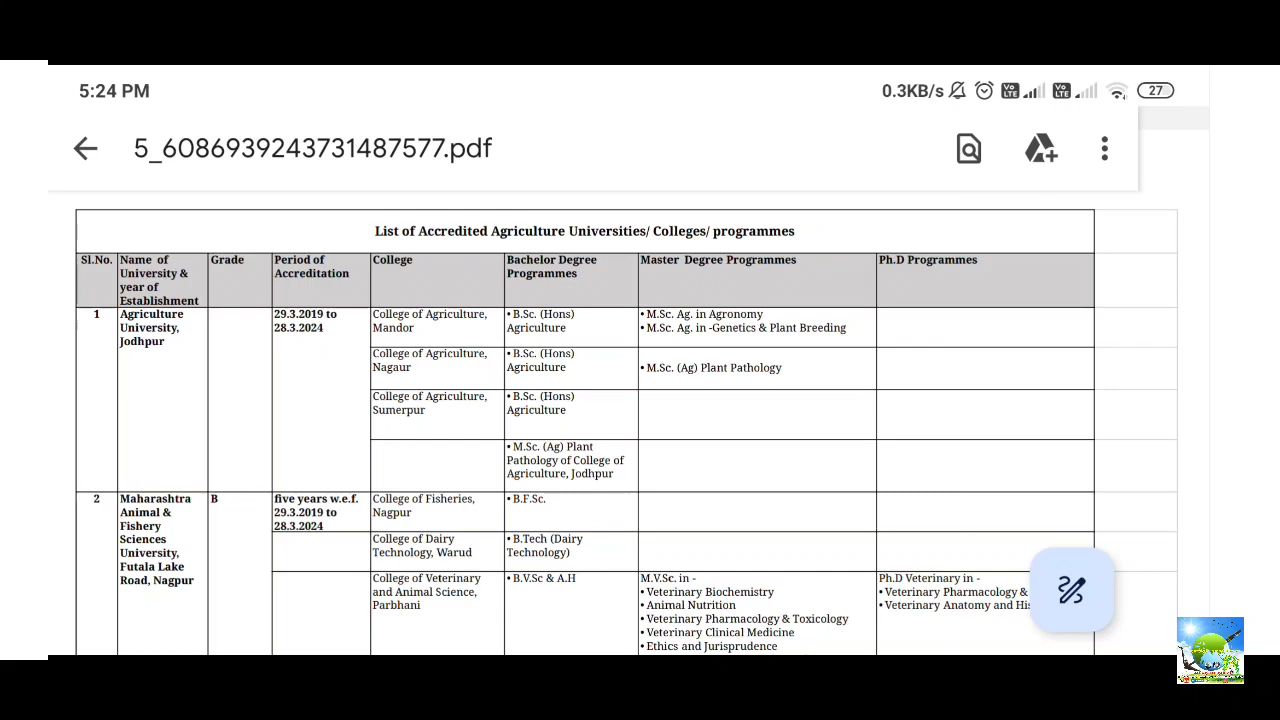 5:24 PM
0.3KB/s
Vo LTE
Vo LTE
27
5_6086939243731487577.pdf
List of Accredited Agriculture Universities/ Colleges/ programmes
Sl.No.
Name of
University &
year of
Establishment
Grade
Period of
Accreditation
College
Bachelor Degree
Programmes
Master Degree Programmes
Ph.D Programmes
1
Agriculture
University,
Jodhpur
29.3.2019 to
28.3.2024
College of Agriculture,
Mandor
• B.Sc. (Hons)
Agriculture
• M.Sc. Ag. in Agronomy
• M.Sc. Ag. in -Genetics & Plant Breeding
College of Agriculture,
Nagaur
• B.Sc. (Hons)
Agriculture
• M.Sc. (Ag) Plant Pathology
College of Agriculture,
Sumerpur
• B.Sc. (Hons)
Agriculture
• M.Sc. (Ag) Plant
Pathology of College of
Agriculture, Jodhpur
2
Maharashtra
Animal &
Fishery
Sciences
University,
Futala Lake
Road, Nagpur
B
five years w.e.f.
29.3.2019 to
28.3.2024
College of Fisheries,
Nagpur
• B.F.Sc.
College of Dairy
Technology, Warud
• B.Tech (Dairy
Technology)
College of Veterinary
and Animal Science,
Parbhani
• B.V.Sc & A.H
M.V.Sc. in -
• Veterinary Biochemistry
• Animal Nutrition
• Veterinary Pharmacology & Toxicology
• Veterinary Clinical Medicine
• Ethics and Jurisprudence
Ph.D Veterinary in -
• Veterinary Pharmacology &
• Veterinary Anatomy and His